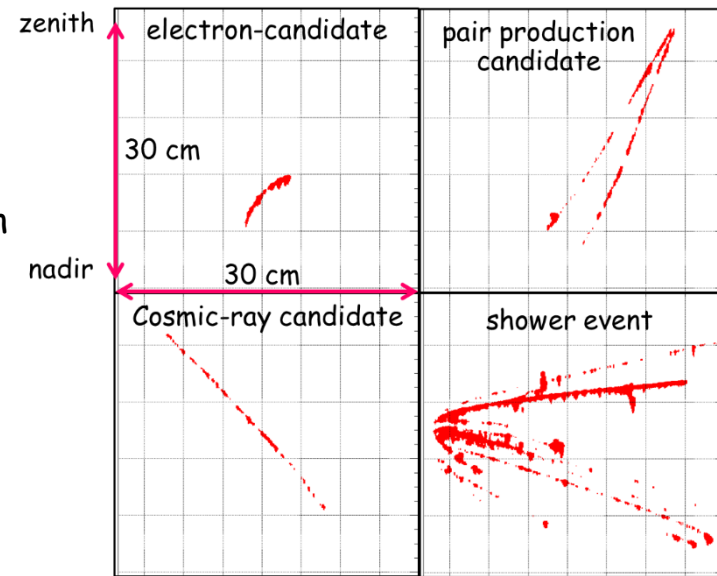 zenith
electron-candidate
pair production
candidate
30 cm
n
nadir
30 cm
Cosmic-ray candidate
shower event